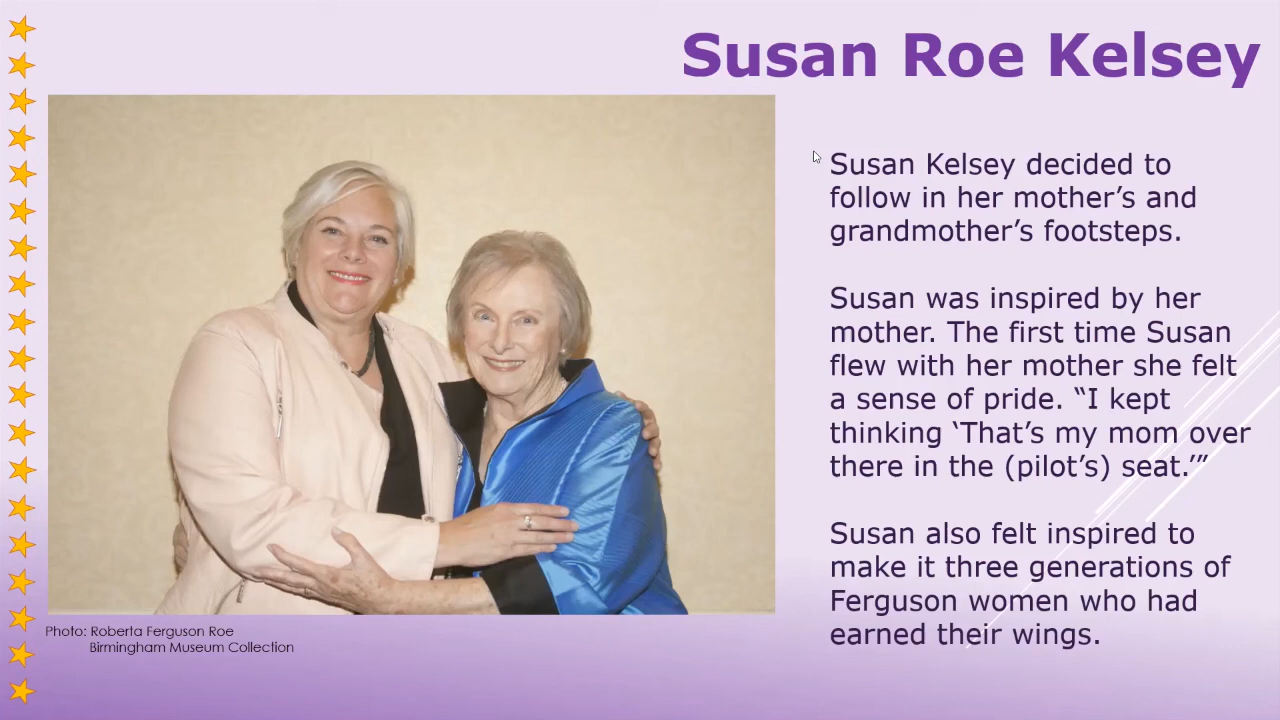 Susan Roe Kelsey
Susan Kelsey decided to
follow in her mother’s and
grandmother’s footsteps.
Susan was inspired by her
mother. The first time Susan
flew with her mother she felt
a sense of pride. “I kept
thinking ‘That’s my mom over
there in the (pilot’s) seat.’”
Susan also felt inspired to
make it three generations of
Ferguson women who had
earned their wings.
Photo: Roberta Ferguson Roe
Birmingham Museum Collection